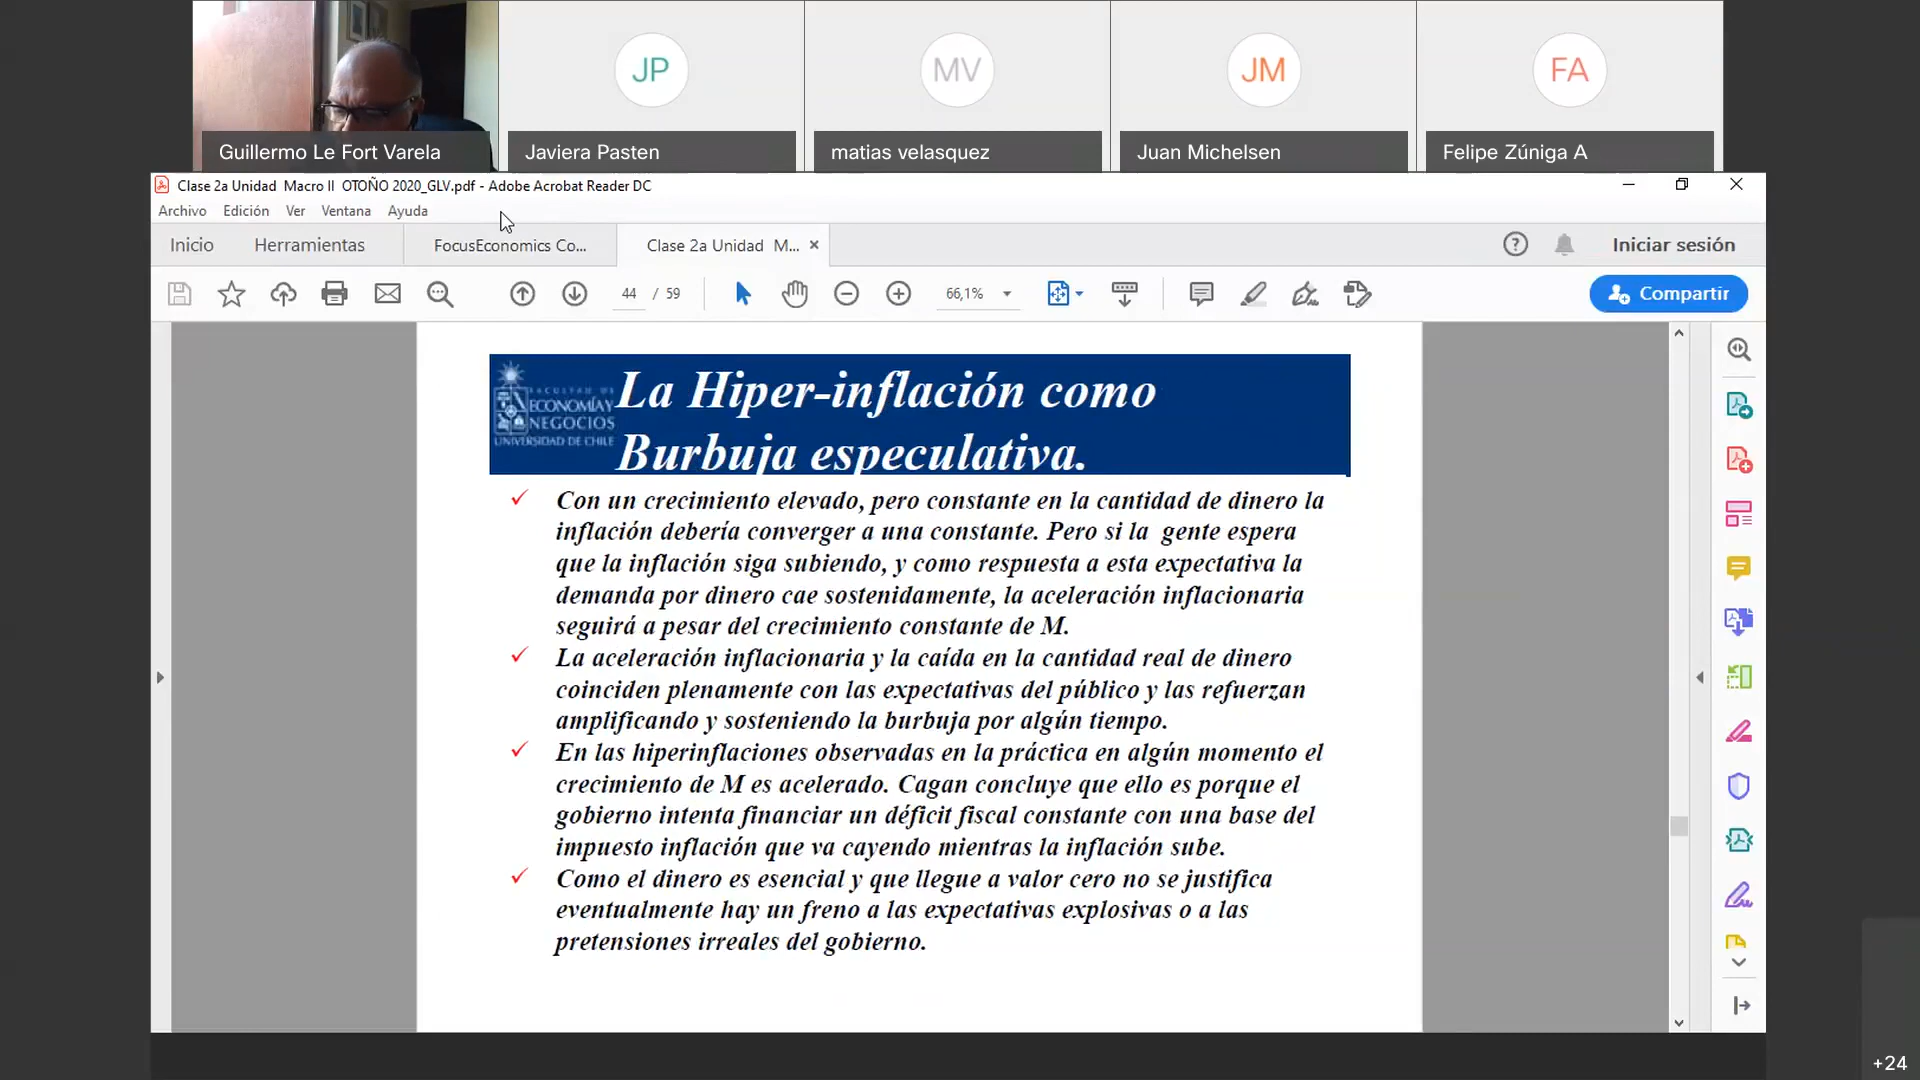 JP
MV
JM
FA
Guillermo Le Fort Varela
Javiera Pasten
matias velasquez
Juan Michelsen
Felipe Zúniga A
Clase 2a Unidad  Macro II  OTOÑO 2020_GLV.pdf - Adobe Acrobat Reader DC
Archivo Edición Ver Ventana Ayuda
Inicio Herramientas FocusEconomics Co... Clase 2a Unidad  M... Iniciar sesión
44 / 59 66,1% Compartir
FACULTAD DE
ECONOMÍA Y
NEGOCIOS
UNIVERSIDAD DE CHILE
La Hiper-inflación como
Burbuja especulativa.
Con un crecimiento elevado, pero constante en la cantidad de dinero la
inflación debería converger a una constante. Pero si la  gente espera
que la inflación siga subiendo, y como respuesta a esta expectativa la
demanda por dinero cae sostenidamente, la aceleración inflacionaria
seguirá a pesar del crecimiento constante de M.
La aceleración inflacionaria y la caída en la cantidad real de dinero
coinciden plenamente con las expectativas del público y las refuerzan
amplificando y sosteniendo la burbuja por algún tiempo.
En las hiperinflaciones observadas en la práctica en algún momento el
crecimiento de M es acelerado. Cagan concluye que ello es porque el
gobierno intenta financiar un déficit fiscal constante con una base del
impuesto inflación que va cayendo mientras la inflación sube.
Como el dinero es esencial y que llegue a valor cero no se justifica
eventualmente hay un freno a las expectativas explosivas o a las
pretensiones irreales del gobierno.
+24